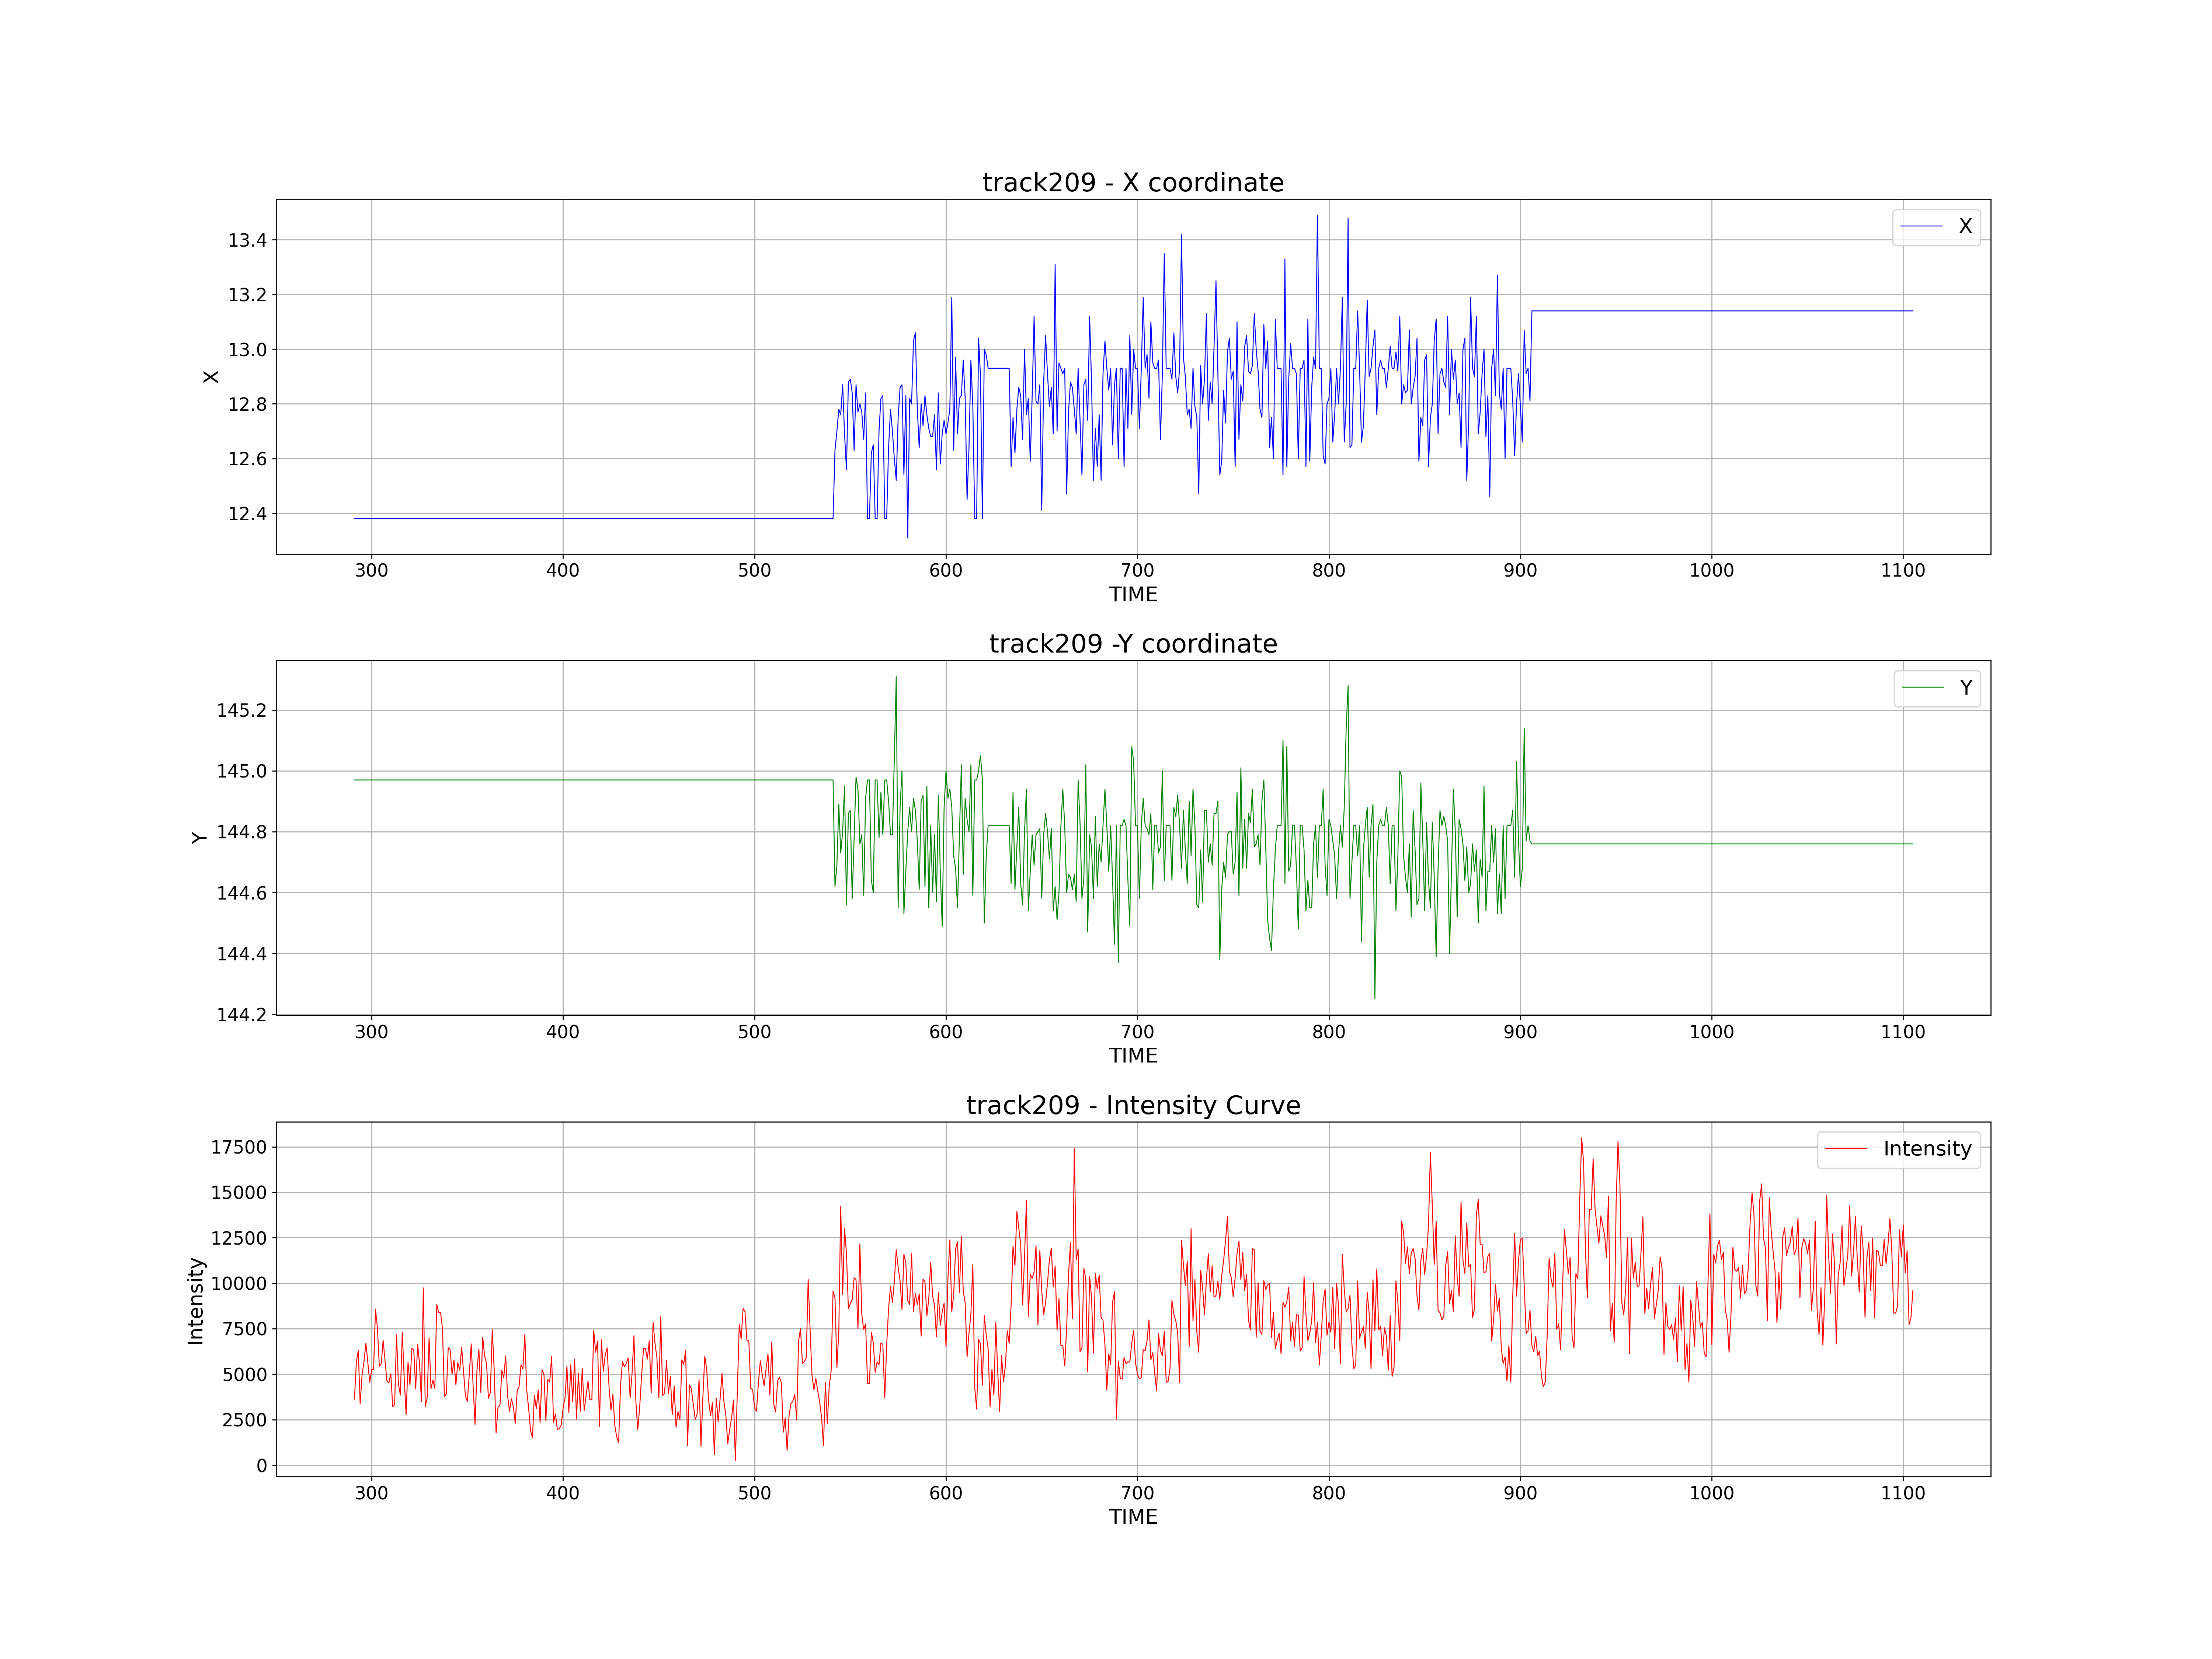 track209 - X coordinate
X
13.4
13.2
13.0
12.8
12.6
12.4
X
300 400 500 600 700 800 900 1000 1100
TIME
track209 -Y coordinate
Y
145.2
145.0
144.8
144.6
144.4
144.2
Y
300 400 500 600 700 800 900 1000 1100
TIME
track209 - Intensity Curve
Intensity
17500
15000
12500
10000
7500
5000
2500
0
Intensity
300 400 500 600 700 800 900 1000 1100
TIME